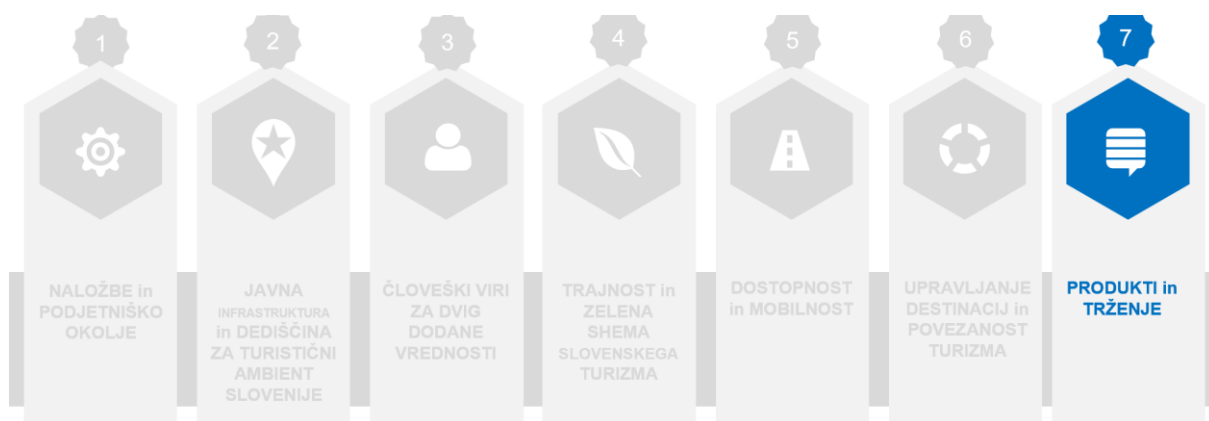 1
NALOŽBE in
PODJETNIŠKO
OKOLJE
2
JAVNA
INFRASTRUKTURA
in DEDIŠČINA
ZA TURISTIČNI
AMBIENT
SLOVENIJE
3
ČLOVEŠKI VIRI
ZA DVIG
DODANE
VREDNOSTI
4
TRAJNOST in
ZELENA
SHEMA
SLOVENSKEGA
TURIZMA
5
DOSTOPNOST
in MOBILNOST
6
UPRAVLJANJE
DESTINACIJ in
POVEZANOST
TURIZMA
7
PRODUKTI in
TRŽENJE